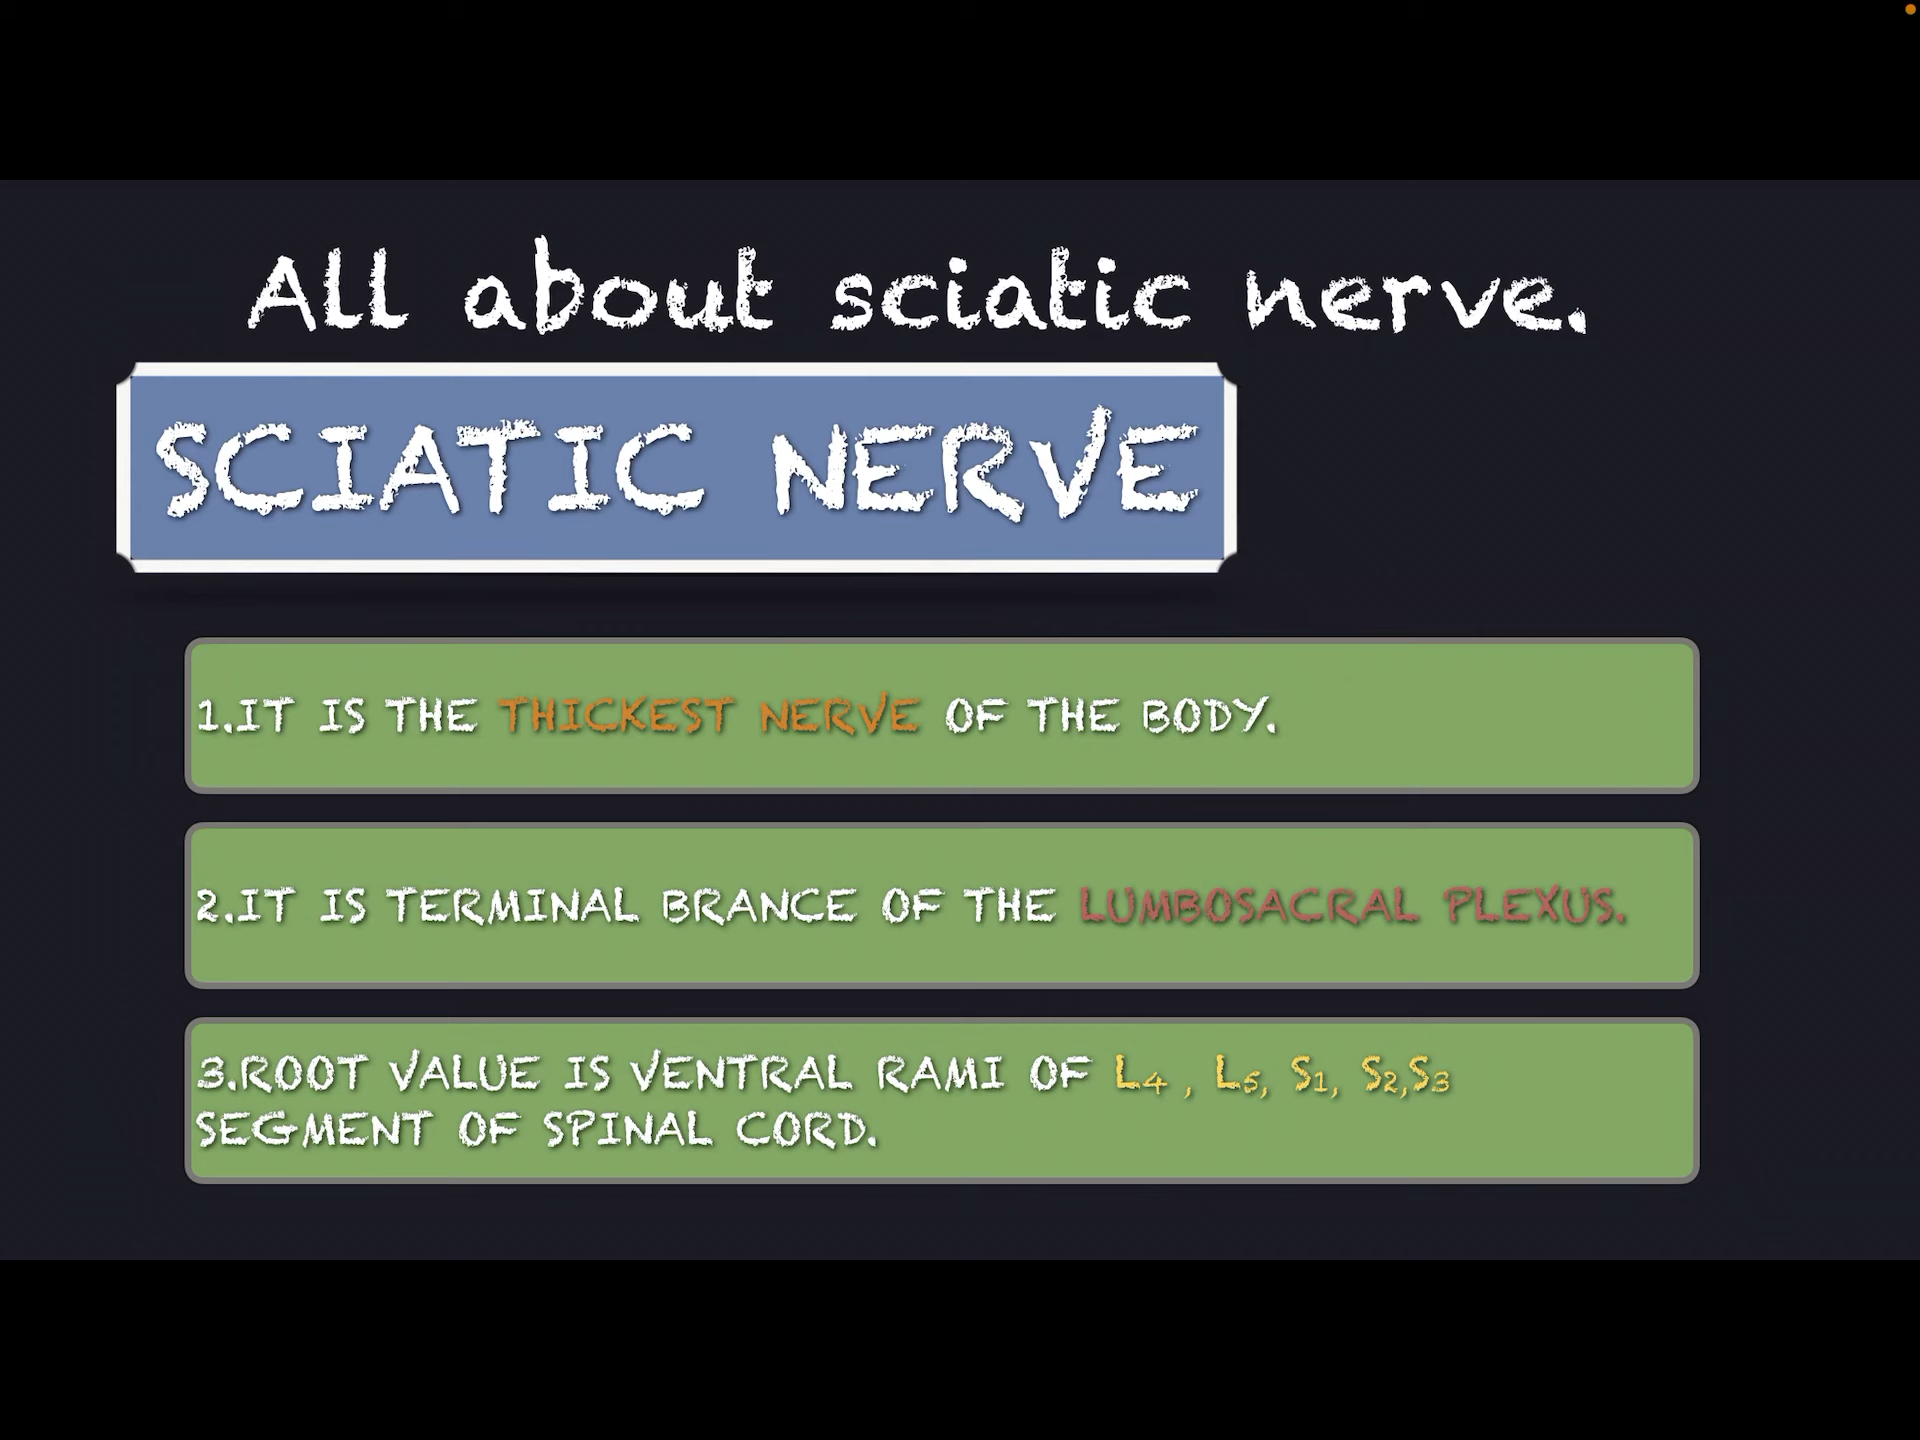 All about sciatic nerve.
SCIATIC NERVE
1.IT IS THE THICKEST NERVE OF THE BODY.
2.IT IS TERMINAL BRANCE OF THE LUMBOSACRAL PLEXUS.
3.ROOT VALUE IS VENTRAL RAMI OF L4 , L5, S1, S2,S3
SEGMENT OF SPINAL CORD.